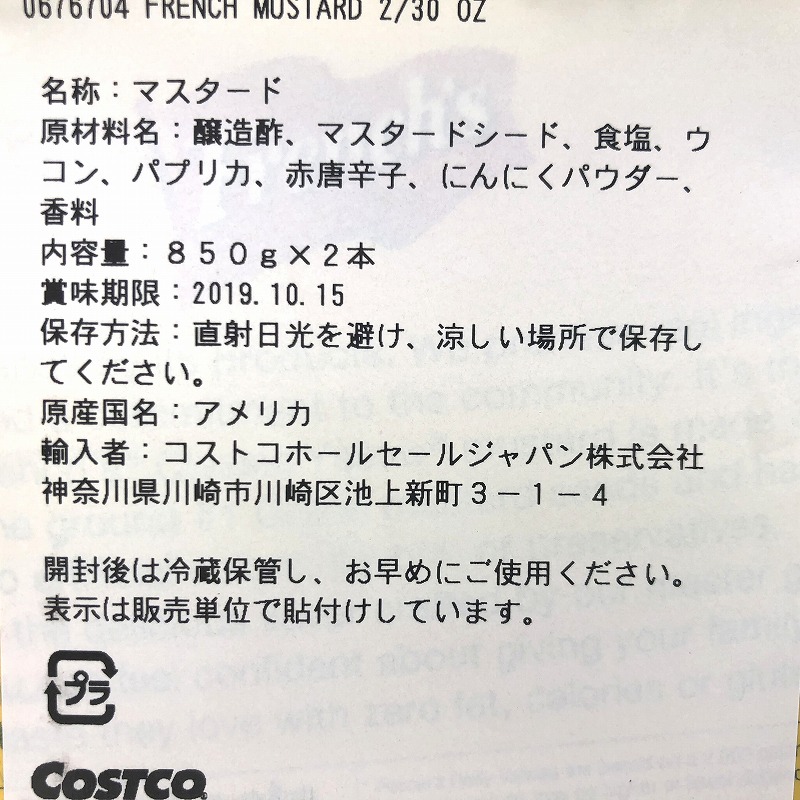 0676704 FRENCH MUSTARD 2/30 OZ
名称：マスタード
原材料名：醸造酢、マスタードシード、食塩、ウ
コン、パプリカ、赤唐辛子、にんにくパウダー、
香料
内容量：８５０ｇ×２本
賞味期限：2019.10.15
保存方法：直射日光を避け、涼しい場所で保存し
てください。
原産国名：アメリカ
輸入者：コストコホールセールジャパン株式会社
神奈川県川崎市川崎区池上新町３－１－４
開封後は冷蔵保管し、お早めにご使用ください。
表示は販売単位で貼付けしています。
プラ
COSTCO